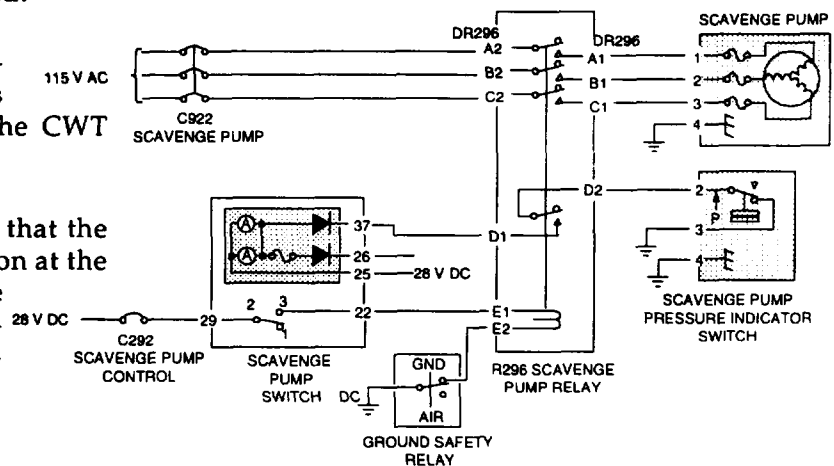 SCAVENGE PUMP
DR296
DR296
A2
A1
1
115 V AC
B2
B1
2
C2
C1
3
he CWT
C922
SCAVENGE PUMP
4
that the
on at the
D2
2
P
A
37
D1
3
A
26
25
28 V DC
4
28 V DC
29
2
3
1
22
E1
E2
SCAVENGE PUMP
PRESSURE INDICATOR
SWITCH
C292
SCAVENGE PUMP
CONTROL
SCAVENGE
PUMP
SWITCH
DC
GND
AIR
R296 SCAVENGE
PUMP RELAY
GROUND SAFETY
RELAY